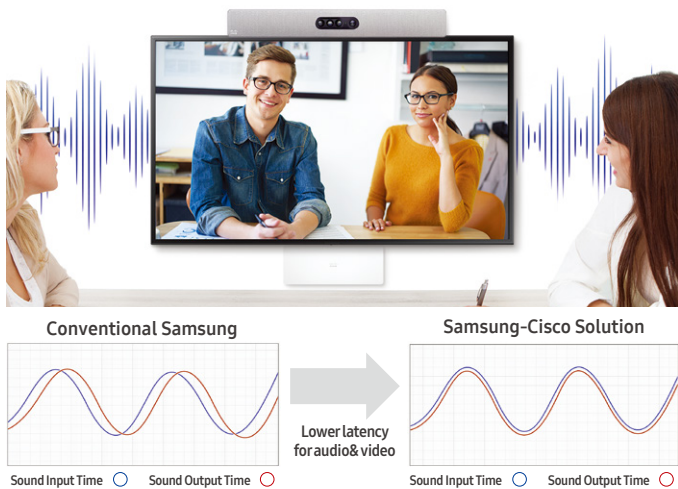 Conventional Samsung
Samsung-Cisco Solution
Lower latency
for audio& video
Sound Input Time
Sound Output Time
Sound Input Time
Sound Output Time